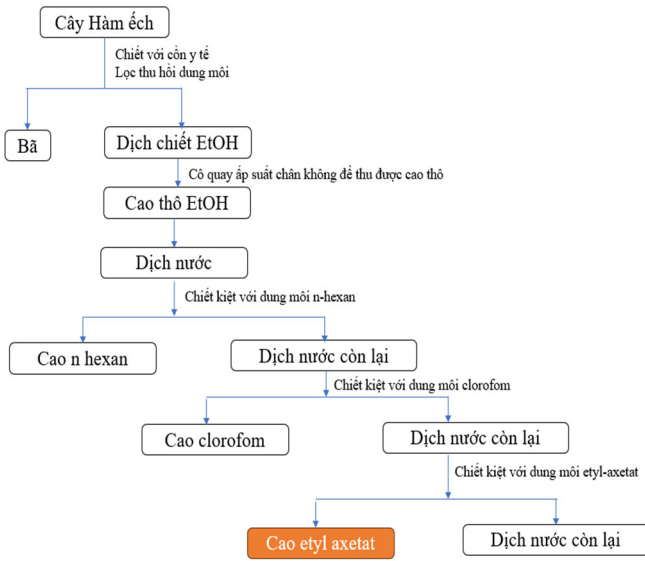 Cây Hàm ếch
Chiết với cồn y tế
Lọc thu hồi dung môi
Bã
Dịch chiết EtOH
Cô quay áp suất chân không để thu được cao thô
Cao thô EtOH
Dịch nước
Chiết kiệt với dung môi n-hexan
Cao n hexan
Dịch nước còn lại
Chiết kiệt với dung môi clorofom
Cao clorofom
Dịch nước còn lại
Chiết kiệt với dung môi etyl-axetat
Cao etyl axetat
Dịch nước còn lại